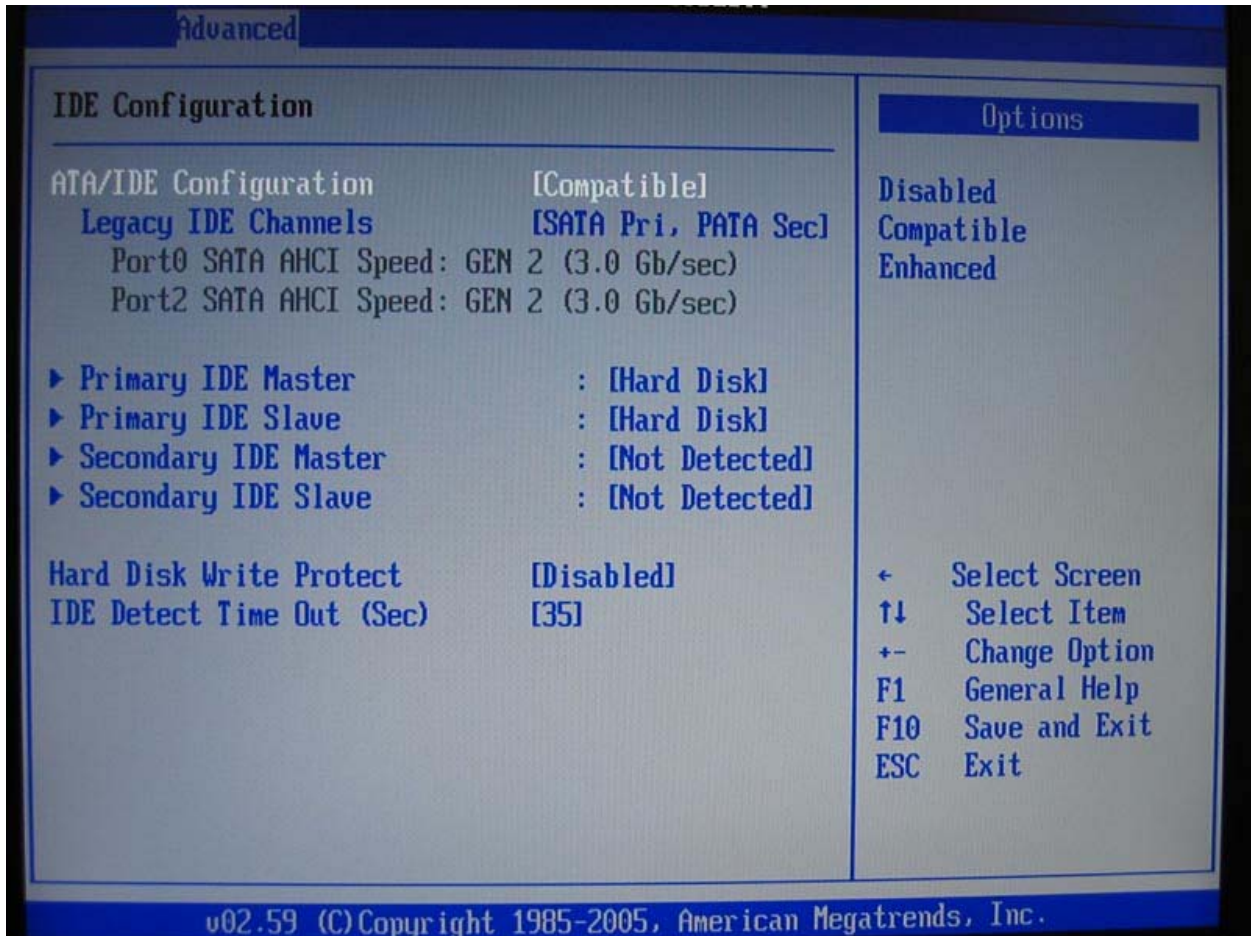 Advanced
IDE Configuration
ATA/IDE Configuration [Compatible]
Legacy IDE Channels [SATA Pri, PATA Sec]
Port0 SATA AHCI Speed: GEN 2 (3.0 Gb/sec)
Port2 SATA AHCI Speed: GEN 2 (3.0 Gb/sec)
Primary IDE Master : [Hard Disk]
Primary IDE Slave : [Hard Disk]
Secondary IDE Master : [Not Detected]
Secondary IDE Slave : [Not Detected]
Hard Disk Write Protect [Disabled]
IDE Detect Time Out (Sec) [35]
Options
Disabled
Compatible
Enhanced
← Select Screen
↑↓ Select Item
+- Change Option
F1 General Help
F10 Save and Exit
ESC Exit
v02.59 (C)Copyright 1985-2005, American Megatrends, Inc.